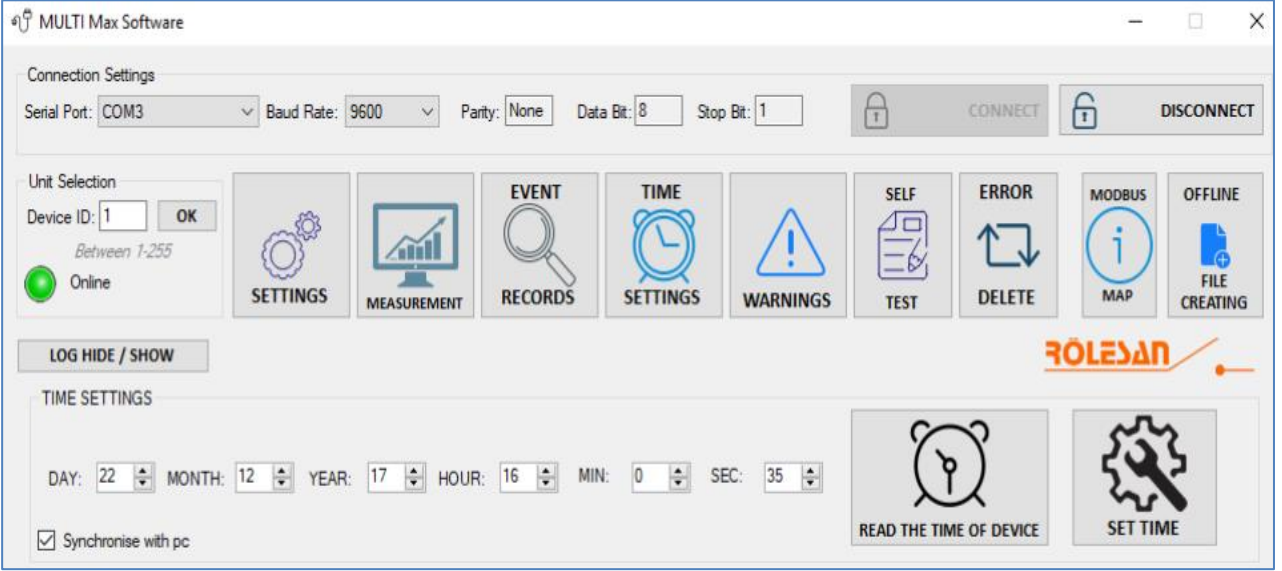 MULTI Max Software
Connection Settings
Serial Port: COM3 Baud Rate: 9600 Parity: None Data Bit: 8 Stop Bit: 1 CONNECT DISCONNECT
Unit Selection
Device ID: 1 OK
Between 1-255
Online
SETTINGS
MEASUREMENT
EVENT
RECORDS
TIME
SETTINGS
WARNINGS
SELF
TEST
ERROR
DELETE
MODBUS
i
MAP
OFFLINE
FILE
CREATING
LOG HIDE / SHOW
RÖLESAN
TIME SETTINGS
DAY: 22 MONTH: 12 YEAR: 17 HOUR: 16 MIN: 0 SEC: 35
Synchronise with pc
READ THE TIME OF DEVICE
SET TIME